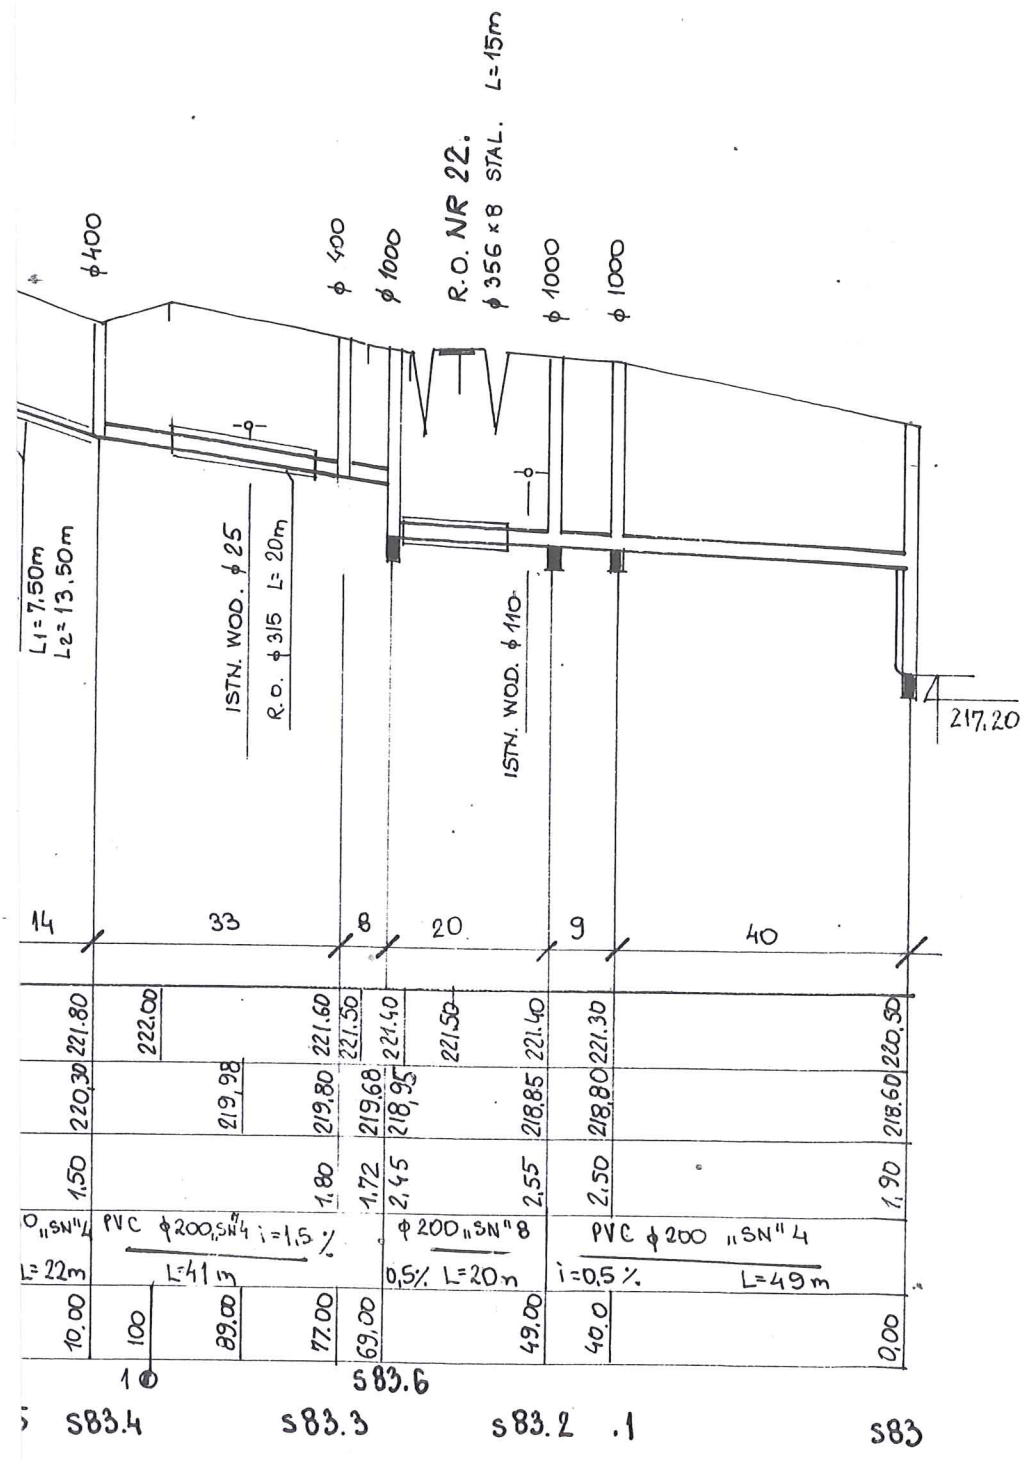 L=15m
R.O. NR 22.
ϕ 356 x 8 STAL.
ϕ400
ϕ 400
ϕ 1000
ϕ 1000
ϕ 1000
L1=7.50m
L2=13.50m
ISTN. WOD. ϕ 25
R.O. ϕ 315 L=20m
ISTN. WOD. ϕ 110
217.20
14 33 8 20 9 40
221.80 222.00 221.60 221.50 221.40 221.50 221.40 221.30 220.50
220,30 219,98 219.80 219.68 218,95 218.85 218,80 218.60
1.50 1.80 1.72 2.45 2.55 2.50 1.90
0,,SN"4 PVC ϕ200,,SN"4 i=1,5 % ϕ 200 ,,SN" 8 PVC ϕ 200 ,,SN" 4
L=22m L=41 m 0,5% L=20m i=0,5 % L=49 m
10.00 100 89.00 77.00 69,00 49.00 40.0 0,00
1 S83.6
5 S83.4 S83.3 S83.2 .1 S83